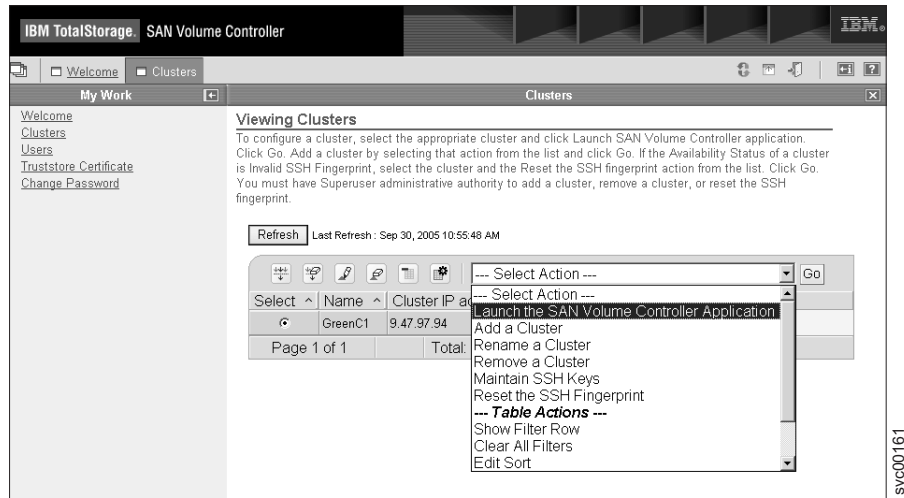 IBM TotalStorage. SAN Volume Controller
IBM.
Welcome
Clusters
My Work
Clusters
Welcome
Clusters
Users
Truststore Certificate
Change Password
Viewing Clusters
To configure a cluster, select the appropriate cluster and click Launch SAN Volume Controller application.
Click Go. Add a cluster by selecting that action from the list and click Go. If the Availability Status of a cluster
is Invalid SSH Fingerprint, select the cluster and the Reset the SSH fingerprint action from the list. Click Go.
You must have Superuser administrative authority to add a cluster, remove a cluster, or reset the SSH
fingerprint.
Refresh Last Refresh : Sep 30, 2005 10:55:48 AM
--- Select Action --- Go
Select Name Cluster IP ad
GreenC1 9.47.97.94
Page 1 of 1 Total:
--- Select Action ---
Launch the SAN Volume Controller Application
Add a Cluster
Rename a Cluster
Remove a Cluster
Maintain SSH Keys
Reset the SSH Fingerprint
--- Table Actions ---
Show Filter Row
Clear All Filters
Edit Sort
svc00161